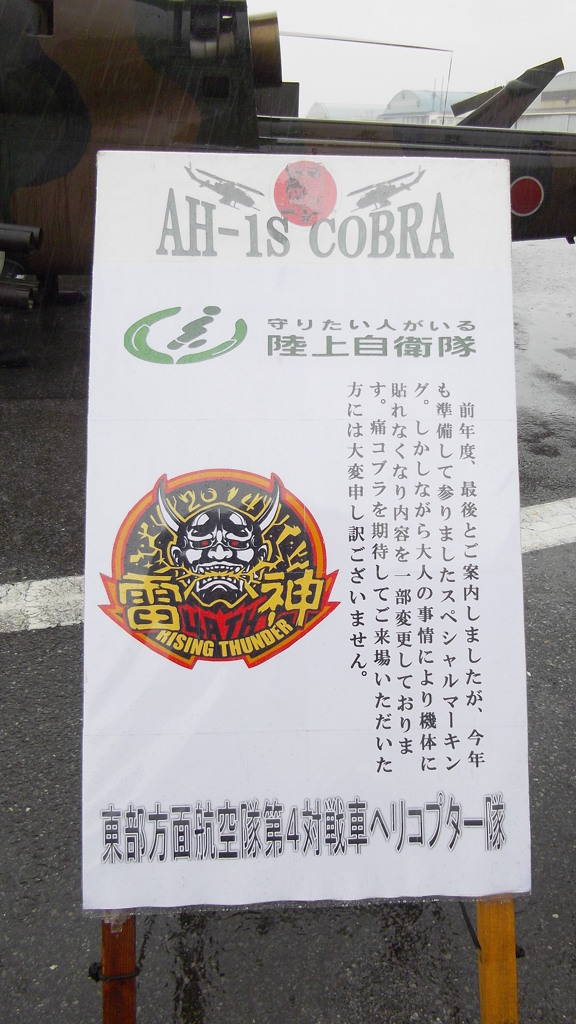 AH-1S COBRA
守りたい人がいる
陸上自衛隊
前年度、最後とご案内しましたが、今年
も準備して参りましたスペシャルマーキン
グ。しかしながら大人の事情により機体に
貼れなくなり内容を一部変更しておりま
す。痛コブラを期待してご来場いただいた
方には大変申し訳ございません。
2014
雷神
4ATH
RISING THUNDER
東部方面航空隊第4対戦車ヘリコプター隊